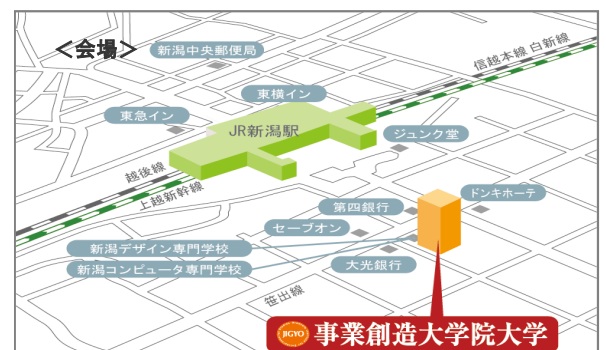 <会場>
新潟中央郵便局
信越本線 白新線
東横イン
東急イン
JR新潟駅
ジュンク堂
越後線
上越新幹線
ドンキホーテ
第四銀行
セーブオン
新潟デザイン専門学校
大光銀行
新潟コンピュータ専門学校
笹出線
JIGYO 事業創造大学院大学